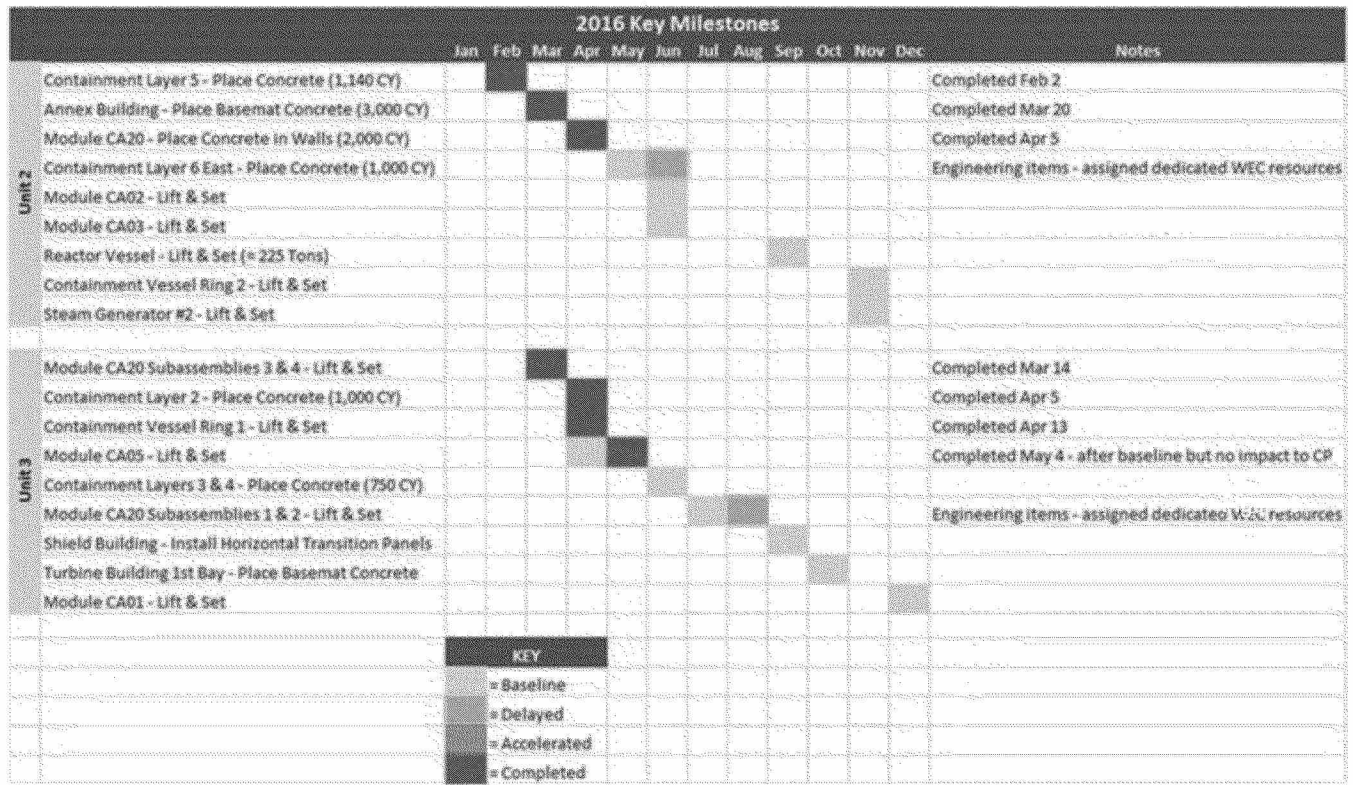 2016 Key Milestones
Jan Feb Mar Apr May Jun Jul Aug Sep Oct Nov Dec Notes
Unit 2
Containment Layer 5 - Place Concrete (1,140 CY) Completed Feb 2
Annex Building - Place Basemat Concrete (3,000 CY) Completed Mar 20
Module CA20 - Place Concrete in Walls (2,000 CY) Completed Apr 5
Containment Layer 6 East - Place Concrete (1,000 CY) Engineering items - assigned dedicated WEC resources
Module CA02 - Lift & Set
Module CA03 - Lift & Set
Reactor Vessel - Lift & Set (≈ 225 Tons)
Containment Vessel Ring 2 - Lift & Set
Steam Generator #2 - Lift & Set
Unit 3
Module CA20 Subassemblies 3 & 4 - Lift & Set Completed Mar 14
Containment Layer 2 - Place Concrete (1,000 CY) Completed Apr 5
Containment Vessel Ring 1 - Lift & Set Completed Apr 13
Module CA05 - Lift & Set Completed May 4 - after baseline but no impact to CP
Containment Layers 3 & 4 - Place Concrete (750 CY)
Module CA20 Subassemblies 1 & 2 - Lift & Set Engineering items - assigned dedicated WEC resources
Shield Building - Install Horizontal Transition Panels
Turbine Building 1st Bay - Place Basemat Concrete
Module CA01 - Lift & Set
KEY
= Baseline
= Delayed
= Accelerated
= Completed